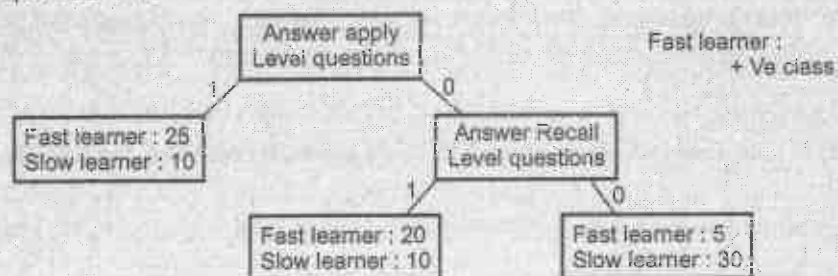 Answer apply
Level questions
Fast learner :
+ Ve class
1
0
Fast learner : 25
Slow learner : 10
Answer Recall
Level questions
1
0
Fast learner : 20
Slow learner : 10
Fast learner : 5
Slow learner : 30